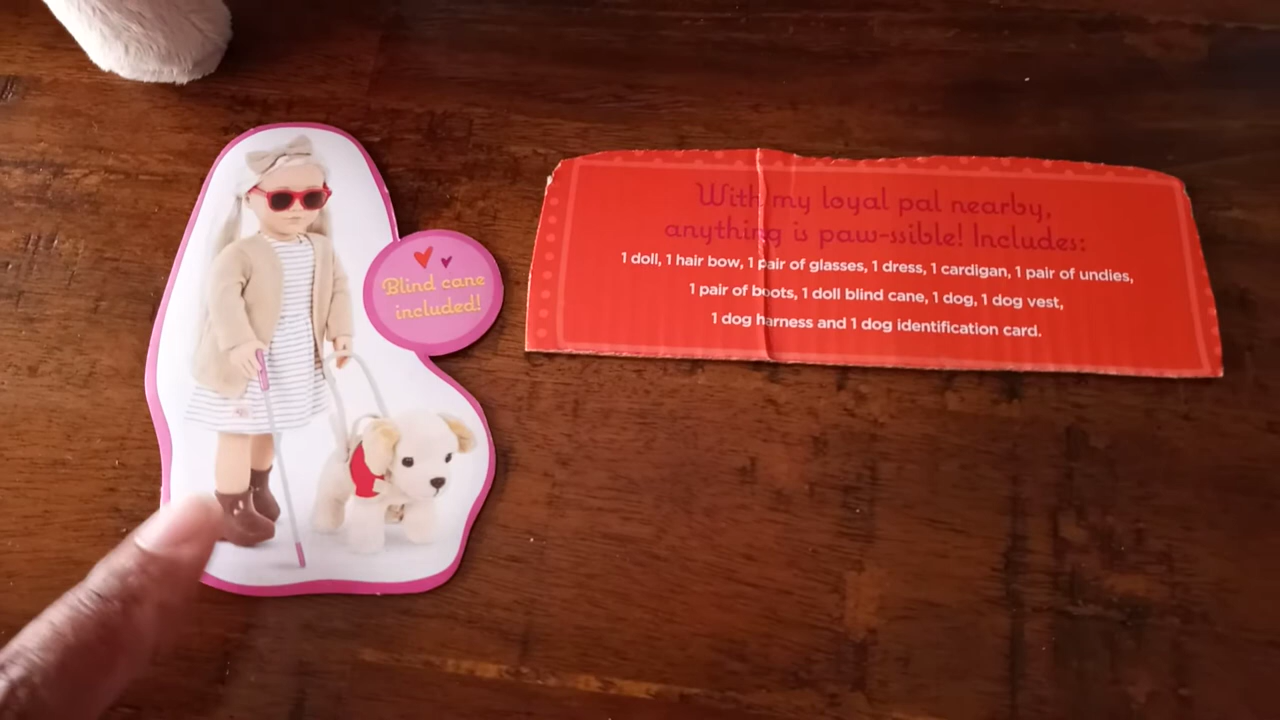 Blind cane
included!
With my loyal pal nearby,
anything is paw-ssible! Includes:
1 doll, 1 hair bow, 1 pair of glasses, 1 dress, 1 cardigan, 1 pair of undies,
1 pair of boots, 1 doll blind cane, 1 dog, 1 dog vest,
1 dog harness and 1 dog identification card.